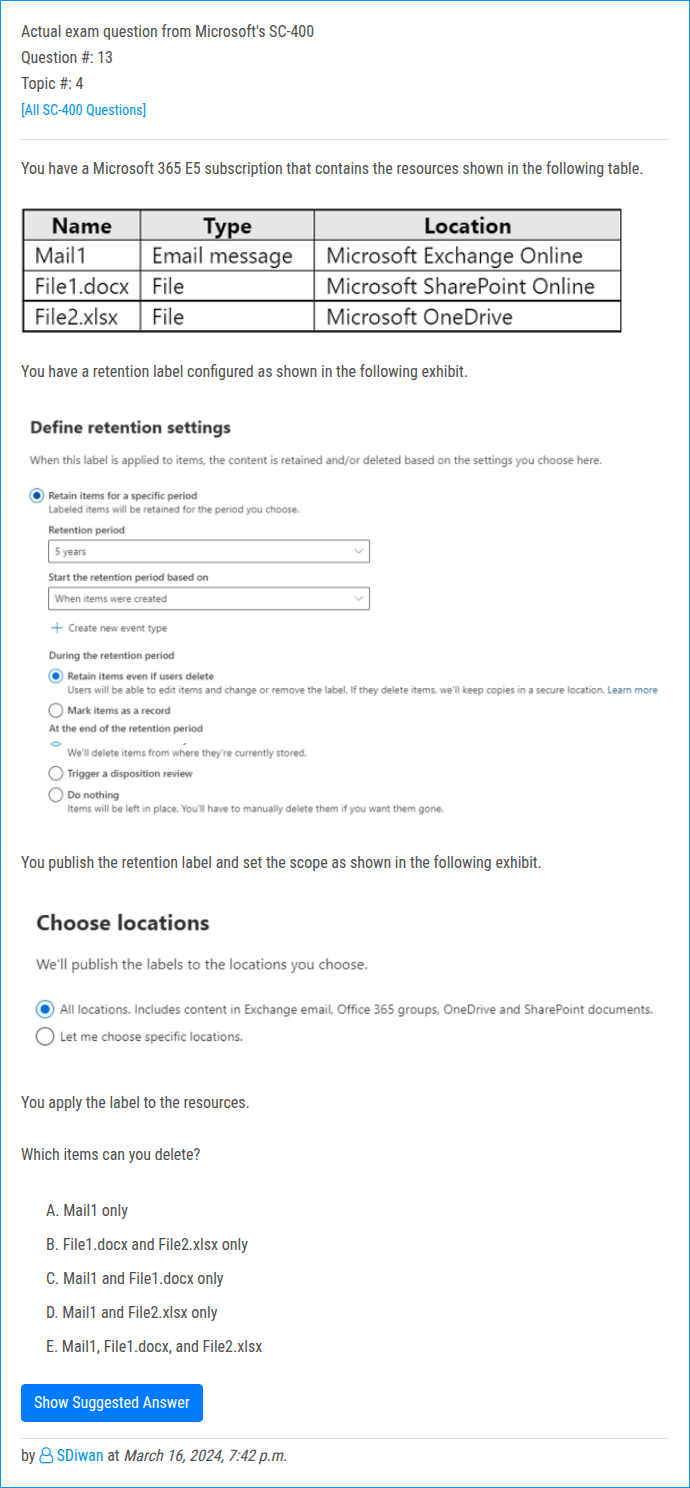 Actual exam question from Microsoft's SC-400
Question #: 13
Topic #: 4
[All SC-400 Questions]
You have a Microsoft 365 E5 subscription that contains the resources shown in the following table.
Name Type Location
Mail1 Email message Microsoft Exchange Online
File1.docx File Microsoft SharePoint Online
File2.xlsx File Microsoft OneDrive
You have a retention label configured as shown in the following exhibit.
Define retention settings
When this label is applied to items, the content is retained and/or deleted based on the settings you choose here.
Retain items for a specific period
Labeled items will be retained for the period you choose.
Retention period
5 years
Start the retention period based on
When items were created
+ Create new event type
During the retention period
Retain items even if users delete
Users will be able to edit items and change or remove the label. If they delete items, we'll keep copies in a secure location. Learn more
Mark items as a record
At the end of the retention period
We'll delete items from where they're currently stored.
Trigger a disposition review
Do nothing
Items will be left in place. You'll have to manually delete them if you want them gone.
You publish the retention label and set the scope as shown in the following exhibit.
Choose locations
We'll publish the labels to the locations you choose.
All locations. Includes content in Exchange email, Office 365 groups, OneDrive and SharePoint documents.
Let me choose specific locations.
You apply the label to the resources.
Which items can you delete?
A. Mail1 only
B. File1.docx and File2.xlsx only
C. Mail1 and File1.docx only
D. Mail1 and File2.xlsx only
E. Mail1, File1.docx, and File2.xlsx
Show Suggested Answer
by SDiwan at March 16, 2024, 7:42 p.m.